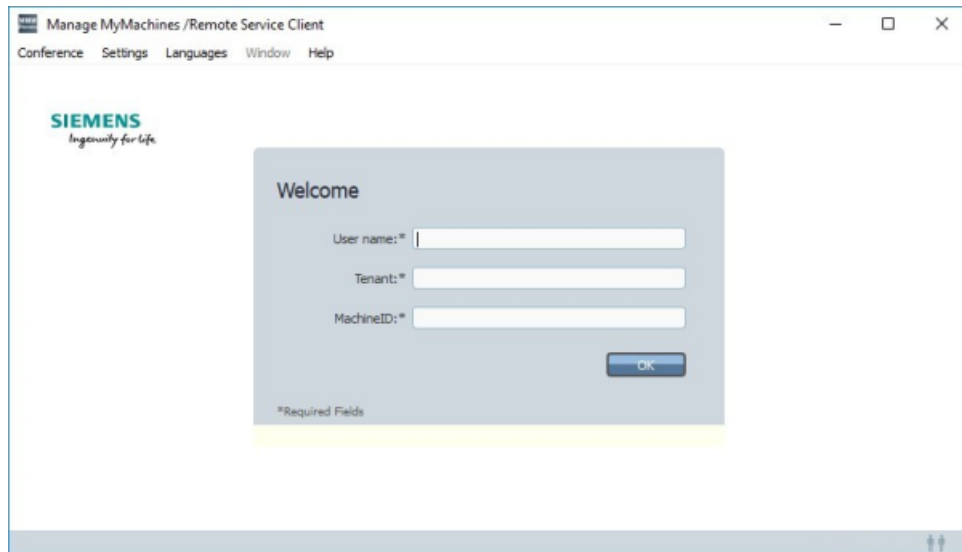 Manage MyMachines /Remote Service Client
Conference Settings Languages Window Help
SIEMENS
Ingenuity for life
Welcome
User name:*
Tenant:*
MachineID:*
OK
*Required Fields